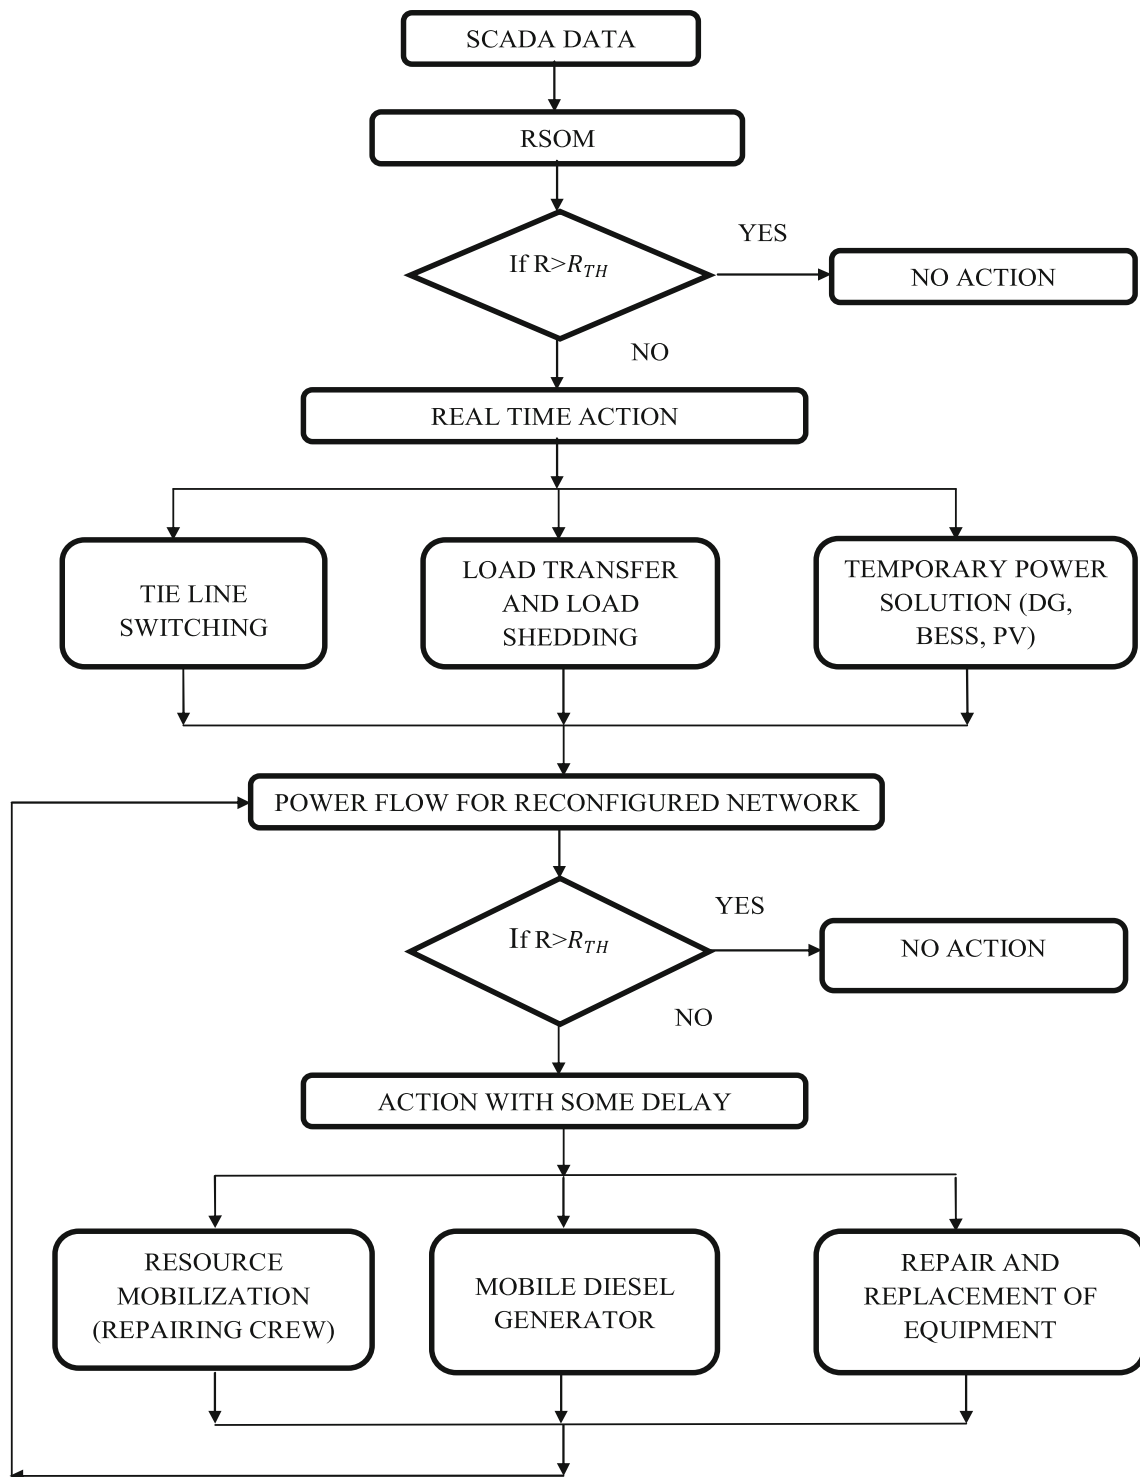 SCADA DATA
RSOM
If R>R_TH
YES
NO ACTION
NO
REAL TIME ACTION
TIE LINE
SWITCHING
LOAD TRANSFER
AND LOAD
SHEDDING
TEMPORARY POWER
SOLUTION (DG,
BESS, PV)
POWER FLOW FOR RECONFIGURED NETWORK
If R>R_TH
YES
NO ACTION
NO
ACTION WITH SOME DELAY
RESOURCE
MOBILIZATION
(REPAIRING CREW)
MOBILE DIESEL
GENERATOR
REPAIR AND
REPLACEMENT OF
EQUIPMENT